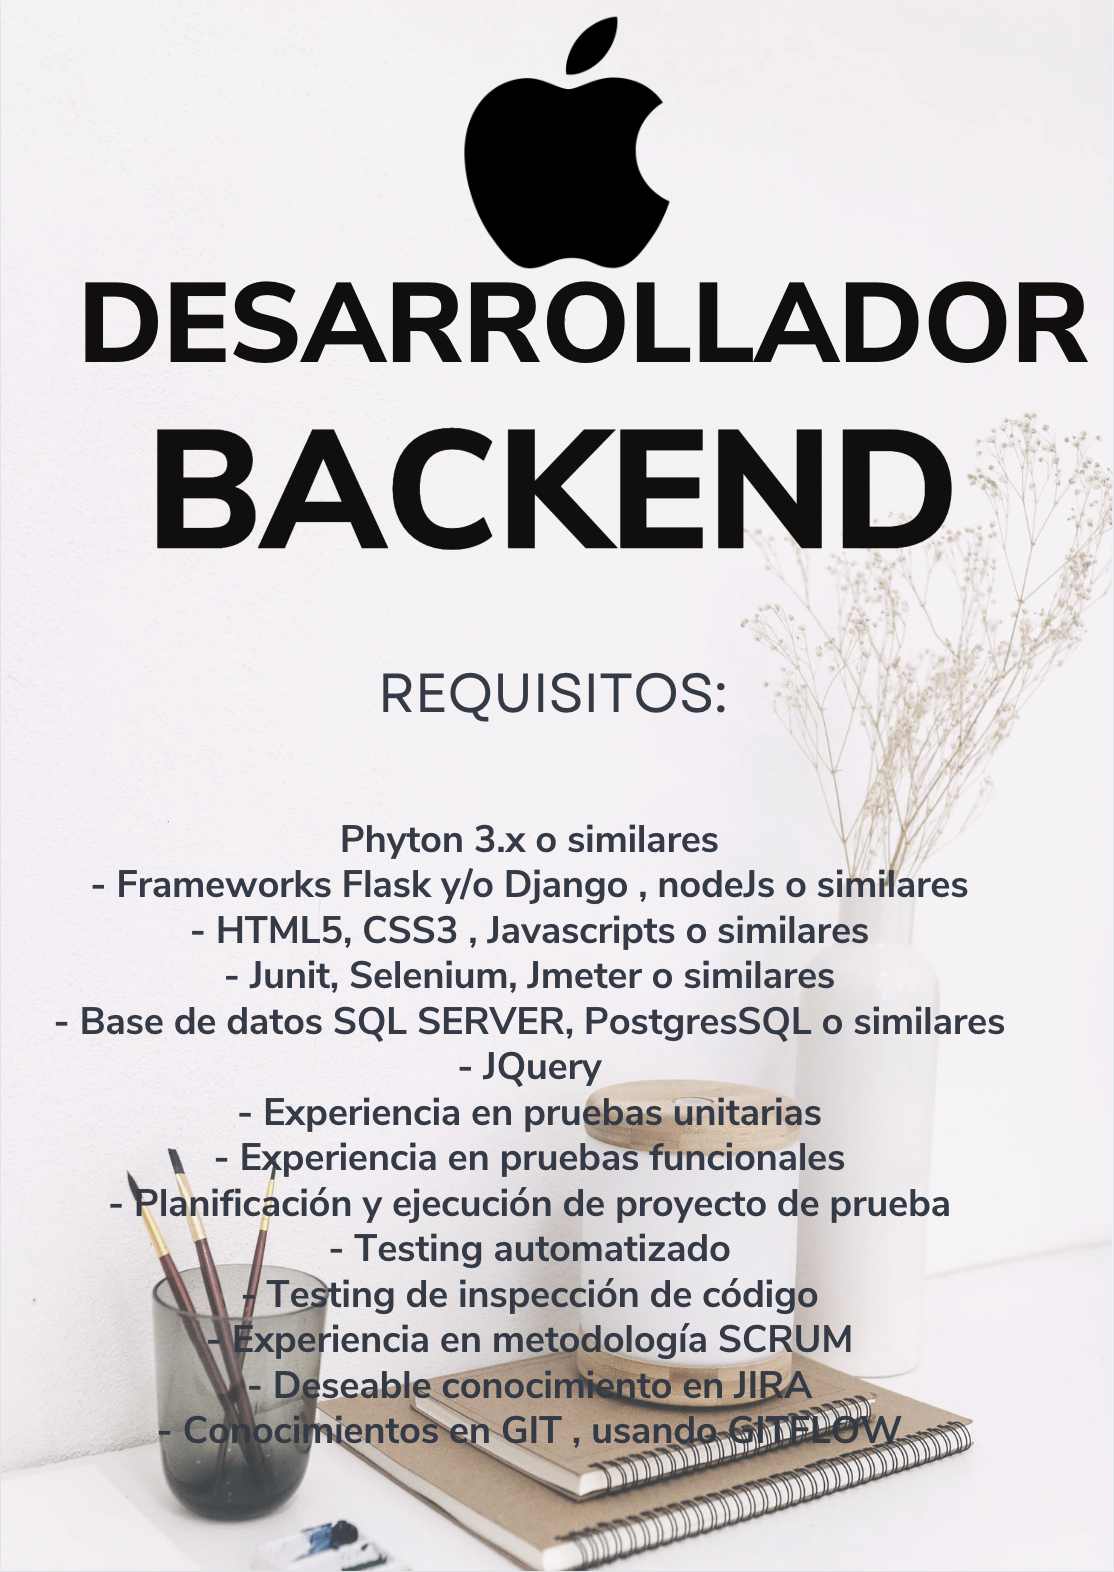 DESARROLLADOR
BACKEND
REQUISITOS:
Phyton 3.x o similares
- Frameworks Flask y/o Django , nodeJs o similares
- HTML5, CSS3 , Javascripts o similares
- Junit, Selenium, Jmeter o similares
- Base de datos SQL SERVER, PostgresSQL o similares
- JQuery
- Experiencia en pruebas unitarias
- Experiencia en pruebas funcionales
- Planificación y ejecución de proyecto de prueba
- Testing automatizado
- Testing de inspección de código
- Experiencia en metodología SCRUM
- Deseable conocimiento en JIRA
- Conocimientos en GIT , usando GITFLOW